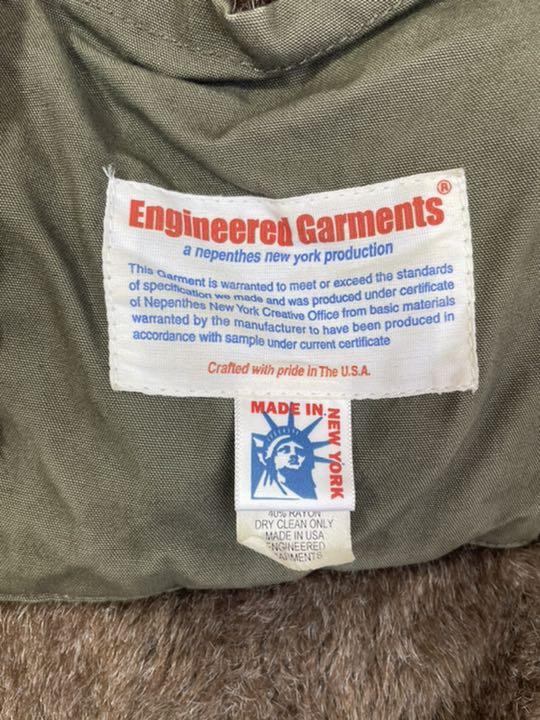 Engineered Garments®
a nepenthes new york production
This Garment is warranted to meet or exceed the standards
of specification we made and was produced under certificate
of Nepenthes New York Creative Office from basic materials
warranted by the manufacturer to have been produced in
accordance with sample under current certificate
Crafted with pride in The U.S.A.
MADE IN
NEW YORK
40% RAYON
DRY CLEAN ONLY
MADE IN USA
ENGINEERED
GARMENTS